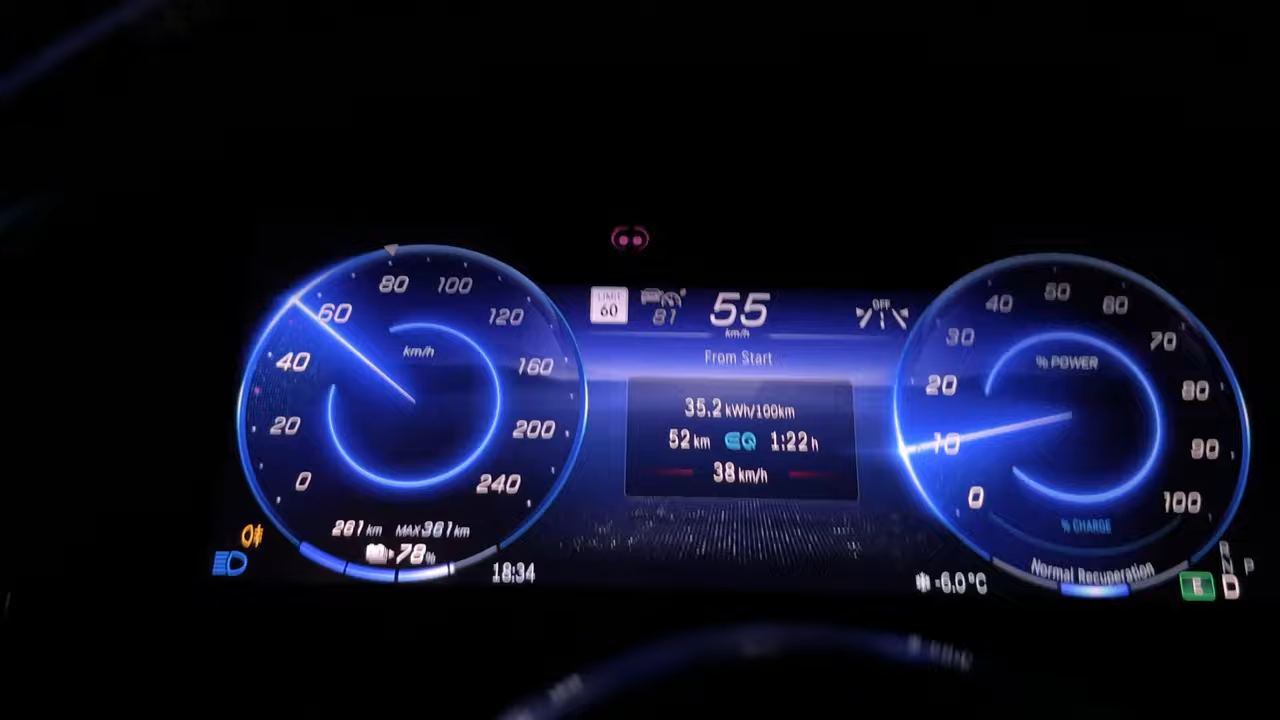 80 100
60 120
km/h
40 160
20 200
0 240
261 km MAX 361 km
78%
18:34
LIMIT
60
81
55
km/h
OFF
From Start
35.2 kWh/100km
52 km 1:22 h
38 km/h
50
40 60
30 70
% POWER
20 80
10 90
0 100
% CHARGE
Normal Recuperation
-6.0 °C
R
N P
E D